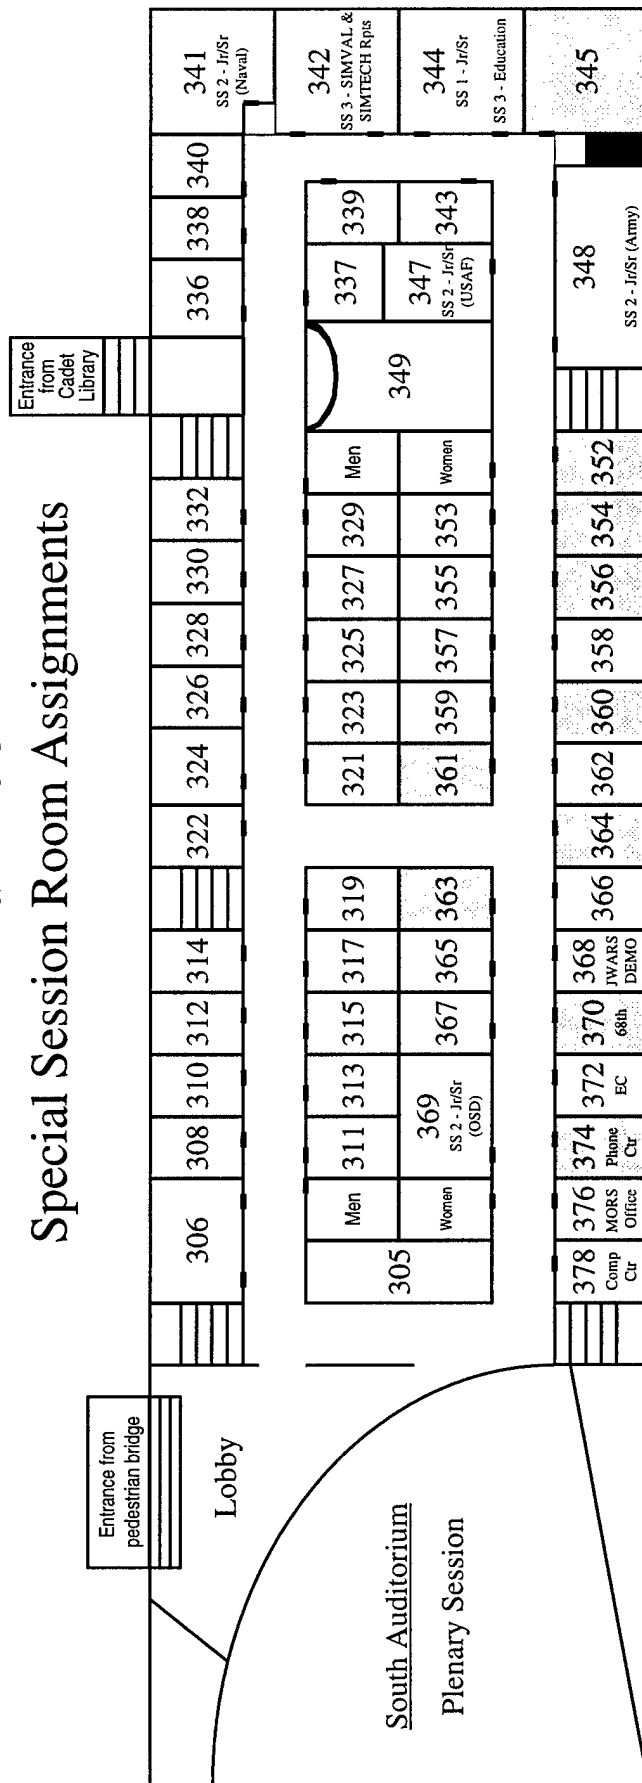 Special Session Room Assignments
Entrance from
pedestrian bridge
Entrance
from
Cadet
Library
Lobby
South Auditorium
Plenary Session
306
308
310
312
314
322
324
326
328
330
332
336
338
340
341
SS 2 - Jr/Sr
(Naval)
342
SS 3 - SIMVAL &
SIMTECH Rpts
344
SS 1 - Jr/Sr
SS 3 - Education
345
305
Men
Women
311
313
315
317
319
369
SS 2 - Jr/Sr
(OSD)
367
365
363
321
323
325
327
329
Men
361
359
357
355
353
Women
349
337
339
347
SS 2 - Jr/Sr
(USAF)
343
378
Comp
Ctr
376
MORS
Office
374
Phone
Ctr
372
EC
370
68th
368
JWARS
DEMO
366
364
362
360
358
356
354
352
348
SS 2 - Jr/Sr (Army)